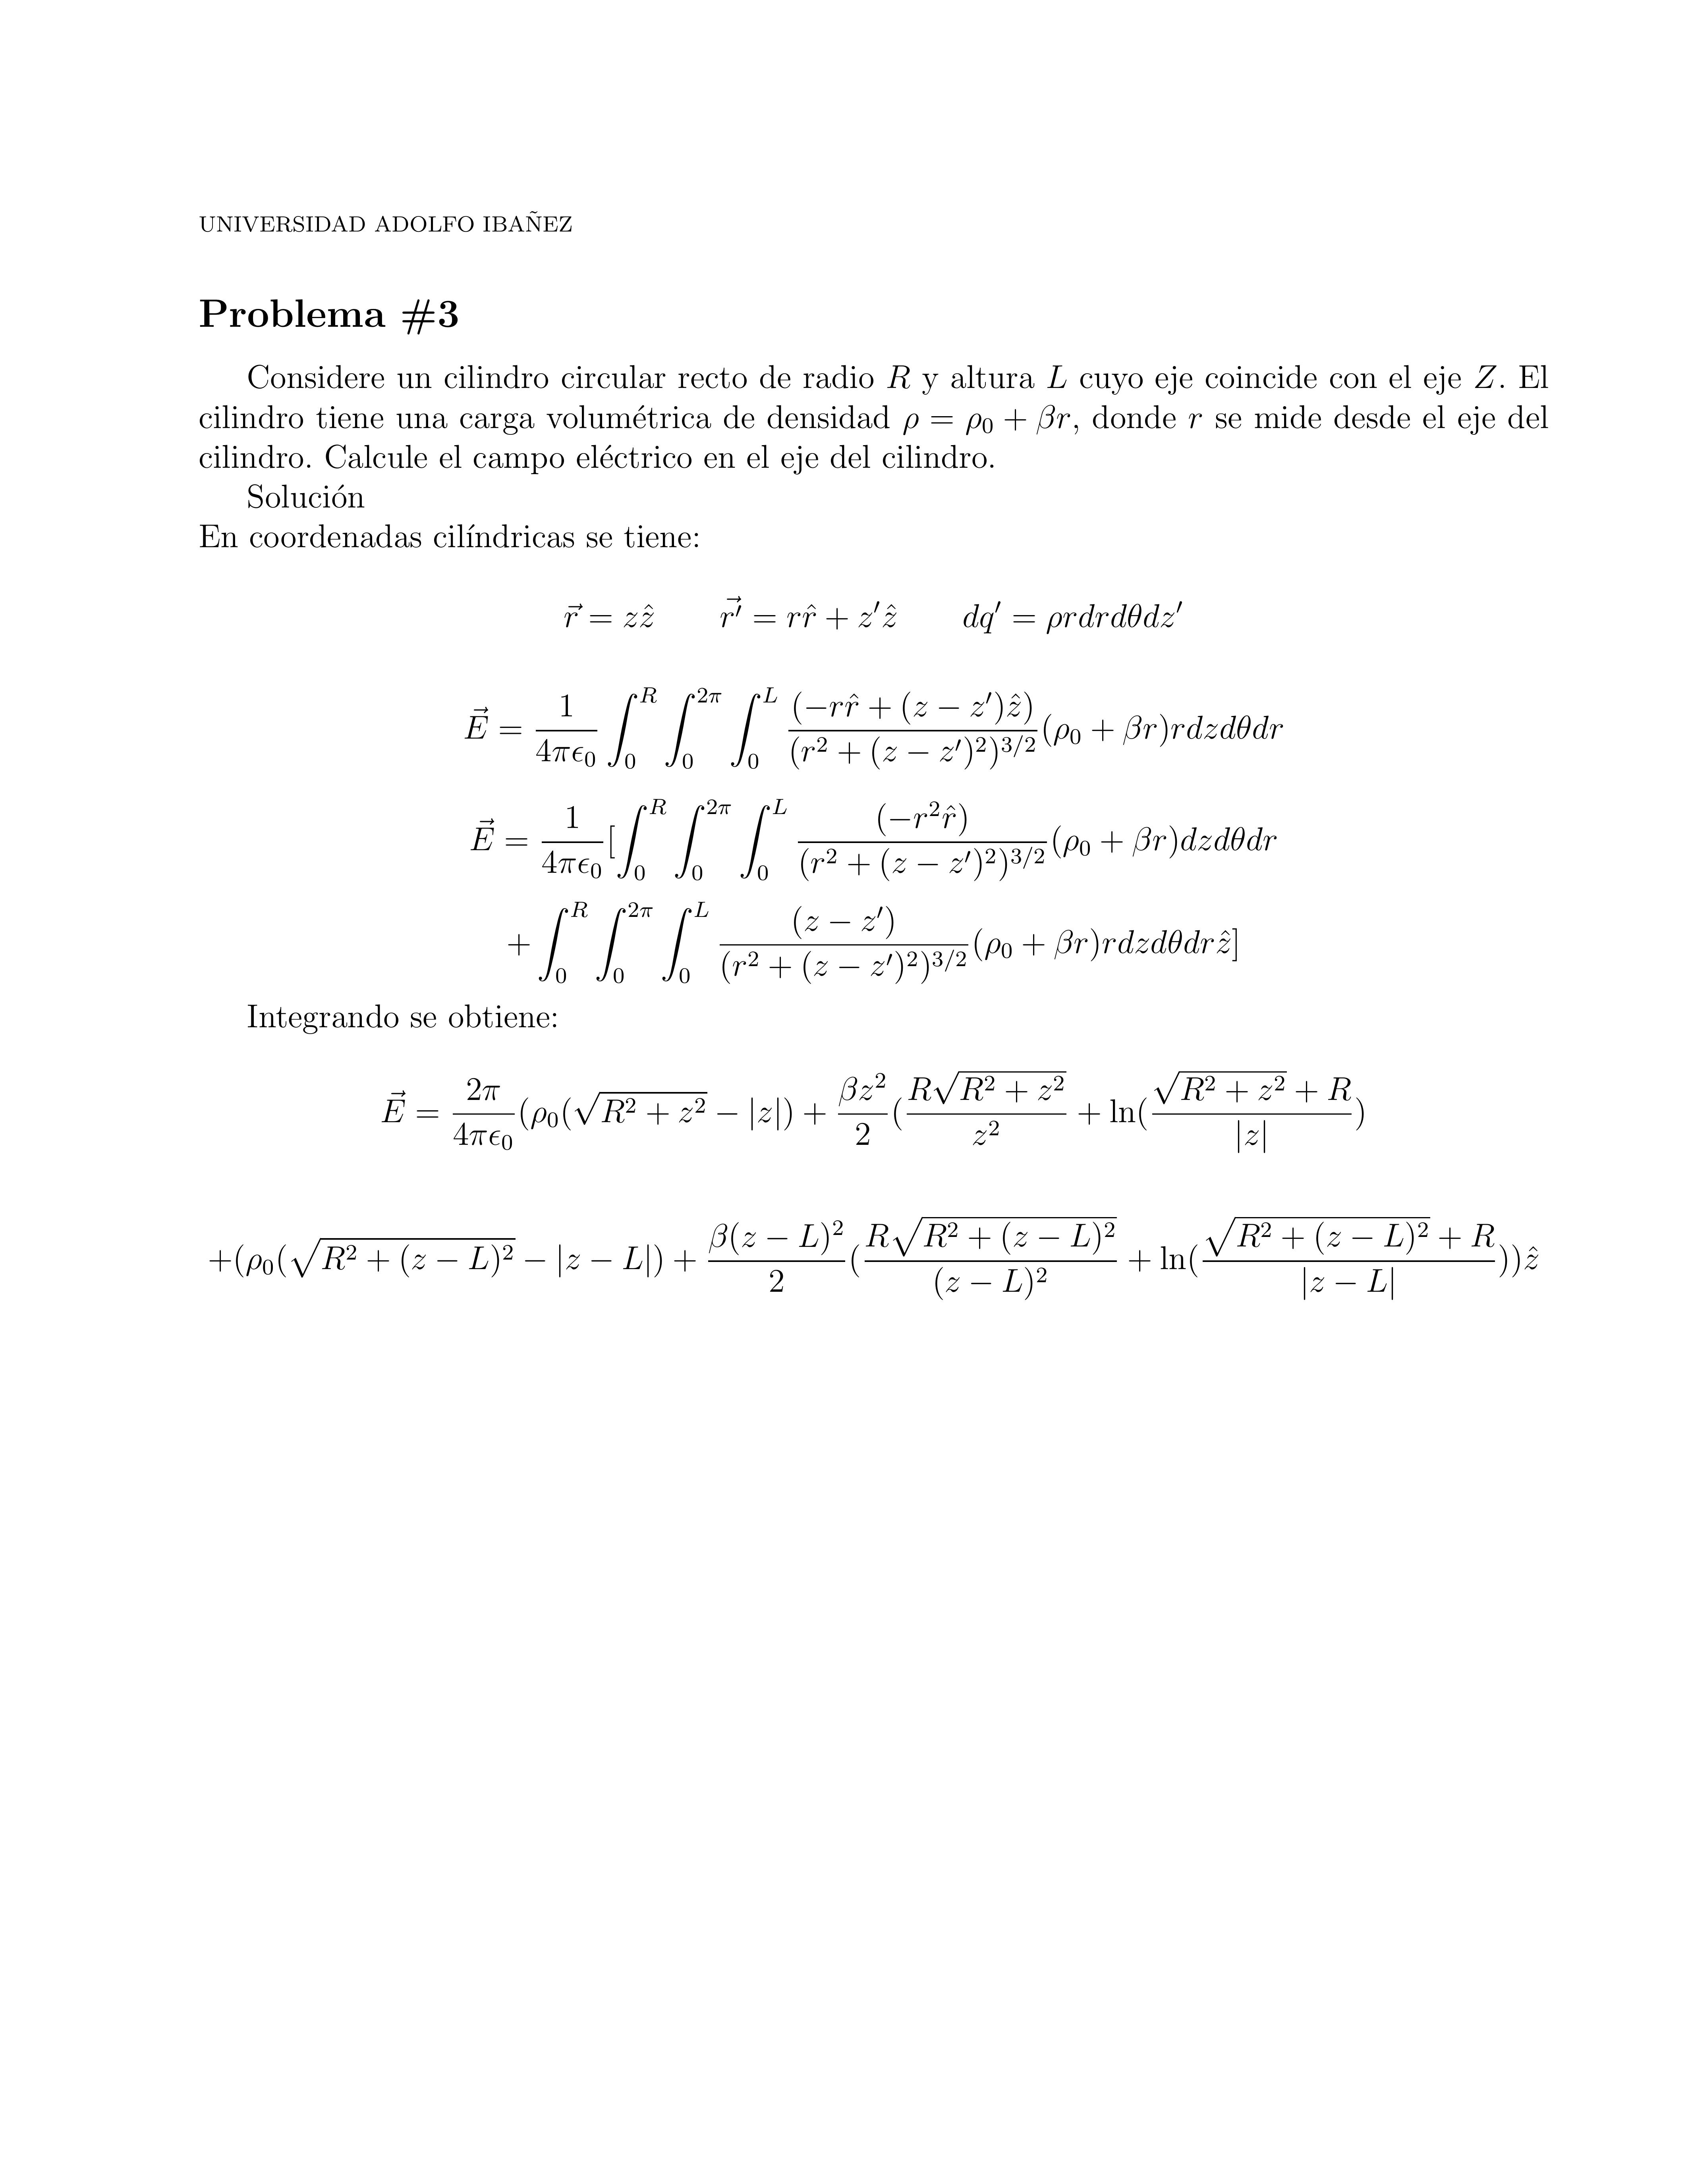 UNIVERSIDAD ADOLFO IBAÑEZ
Problema #3
Considere un cilindro circular recto de radio R y altura L cuyo eje coincide con el eje Z. El
cilindro tiene una carga volumétrica de densidad ρ = ρ₀ + βr, donde r se mide desde el eje del
cilindro. Calcule el campo eléctrico en el eje del cilindro.
Solución
En coordenadas cilíndricas se tiene:
$\vec{r} = z\hat{z} \qquad \vec{r'} = r\hat{r} + z'\hat{z} \qquad dq' = \rho r dr d\theta dz'$
$\vec{E} = \frac{1}{4\pi\epsilon_0} \int_0^R \int_0^{2\pi} \int_0^L \frac{(-r\hat{r} + (z - z')\hat{z})}{(r^2 + (z - z')^2)^{3/2}} (\rho_0 + \beta r) r dz d\theta dr$
$\vec{E} = \frac{1}{4\pi\epsilon_0} [\int_0^R \int_0^{2\pi} \int_0^L \frac{(-r^2\hat{r})}{(r^2 + (z - z')^2)^{3/2}} (\rho_0 + \beta r) dz d\theta dr$
$+ \int_0^R \int_0^{2\pi} \int_0^L \frac{(z - z')}{(r^2 + (z - z')^2)^{3/2}} (\rho_0 + \beta r) r dz d\theta dr \hat{z}]$
Integrando se obtiene:
$\vec{E} = \frac{2\pi}{4\pi\epsilon_0} (\rho_0(\sqrt{R^2 + z^2} - |z|) + \frac{\beta z^2}{2} (\frac{R\sqrt{R^2 + z^2}}{z^2} + \ln(\frac{\sqrt{R^2 + z^2} + R}{|z|})$
$+(\rho_0(\sqrt{R^2 + (z - L)^2} - |z - L|) + \frac{\beta(z - L)^2}{2} (\frac{R\sqrt{R^2 + (z - L)^2}}{(z - L)^2} + \ln(\frac{\sqrt{R^2 + (z - L)^2} + R}{|z - L|}))\hat{z}$